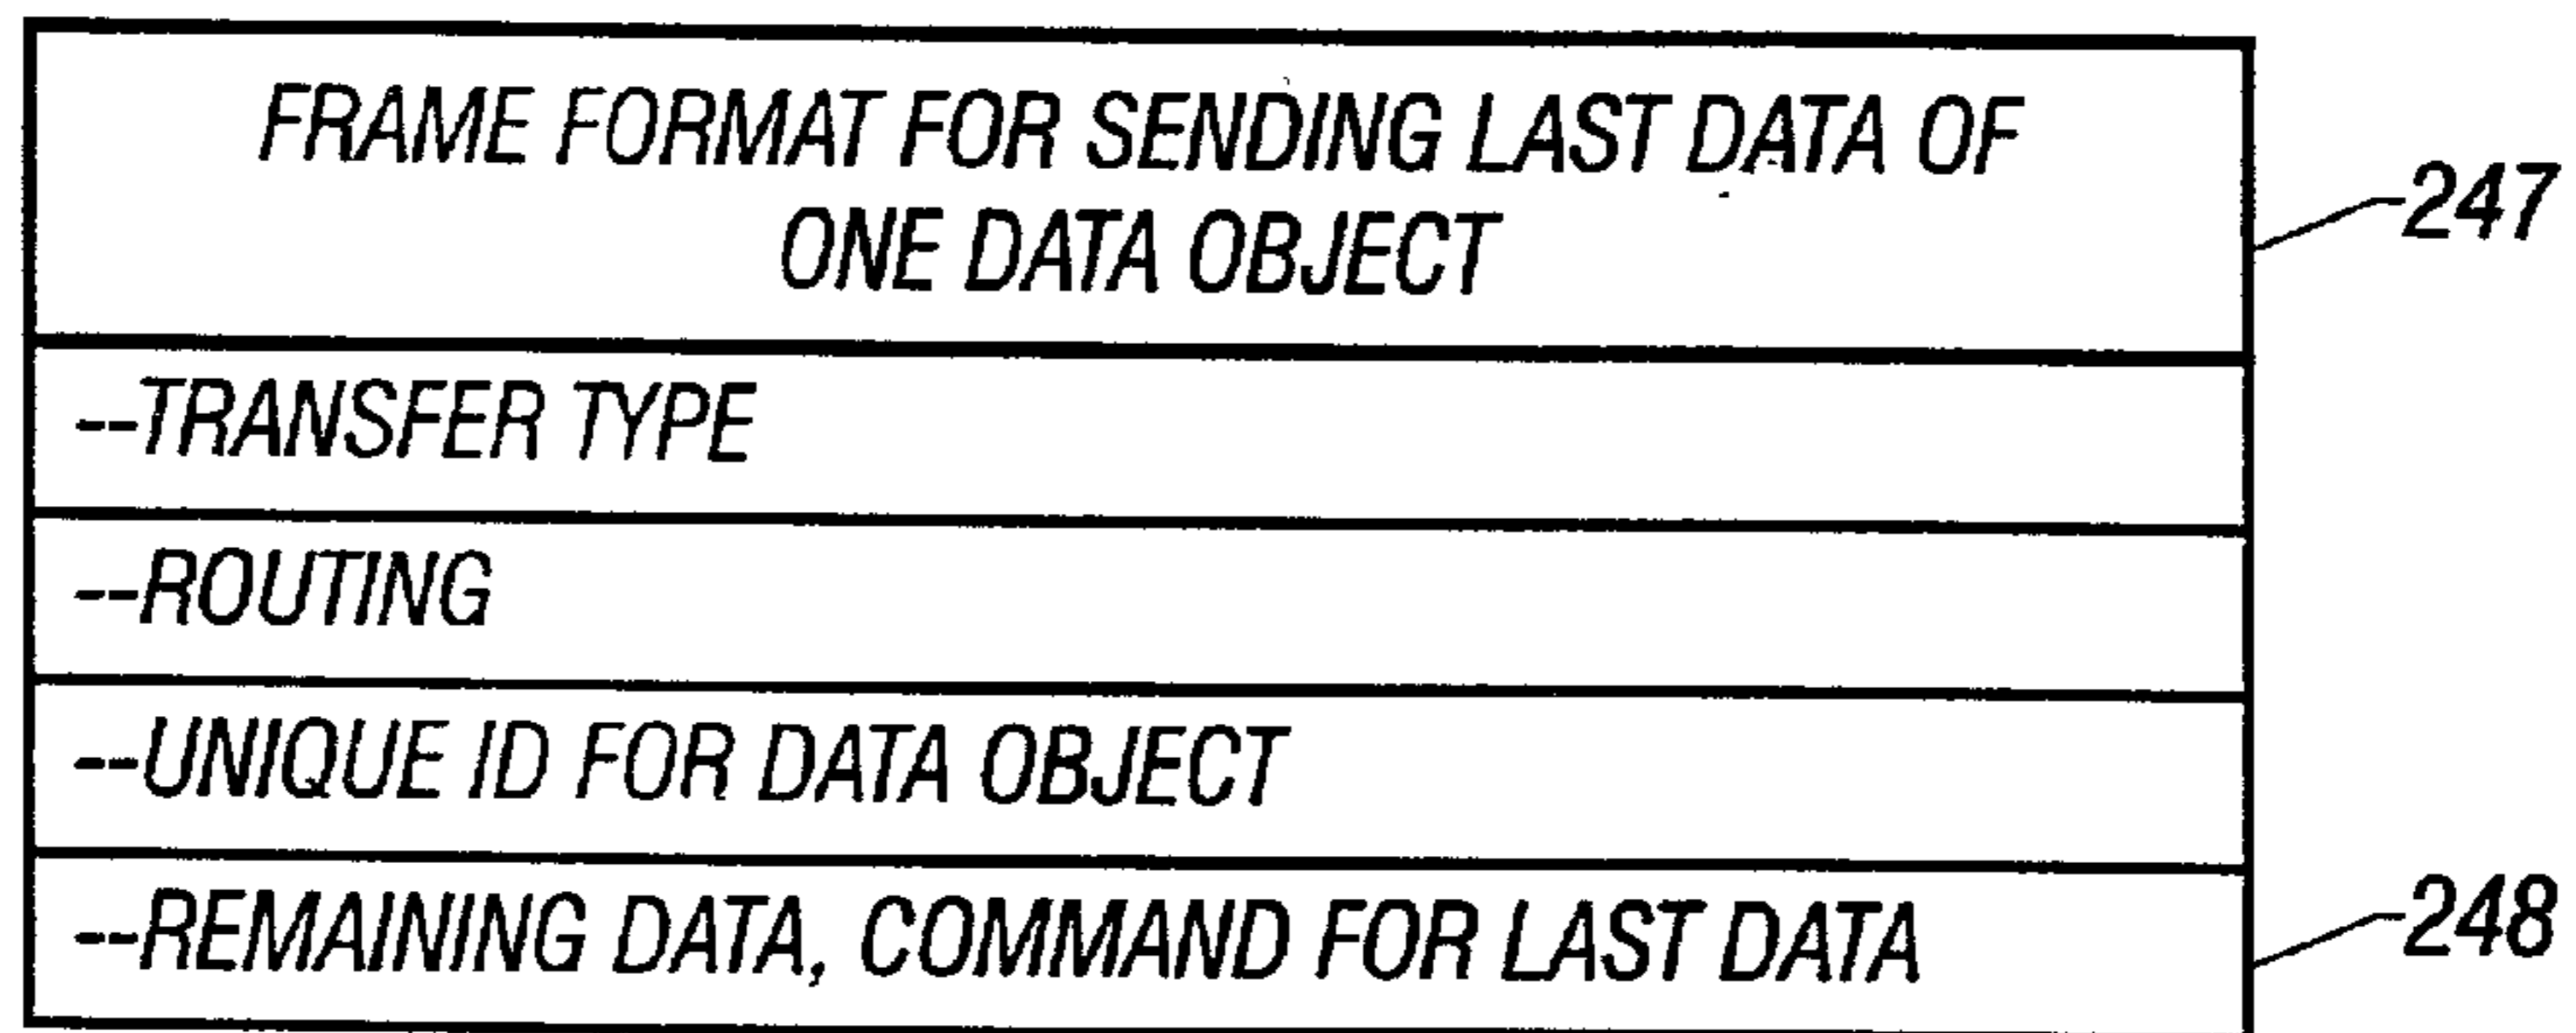 FRAME FORMAT FOR SENDING LAST DATA OF
ONE DATA OBJECT
247
--TRANSFER TYPE
--ROUTING
--UNIQUE ID FOR DATA OBJECT
--REMAINING DATA, COMMAND FOR LAST DATA
248